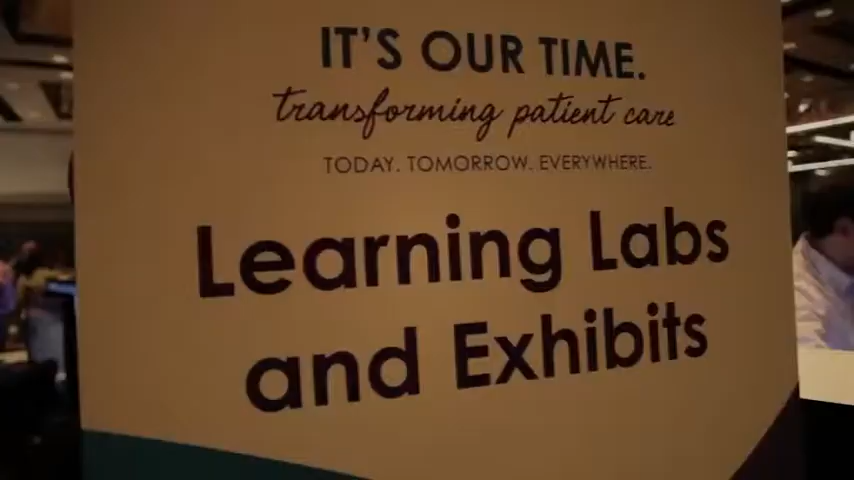 IT'S OUR TIME.
transforming patient care
TODAY. TOMORROW. EVERYWHERE.
Learning Labs
and Exhibits